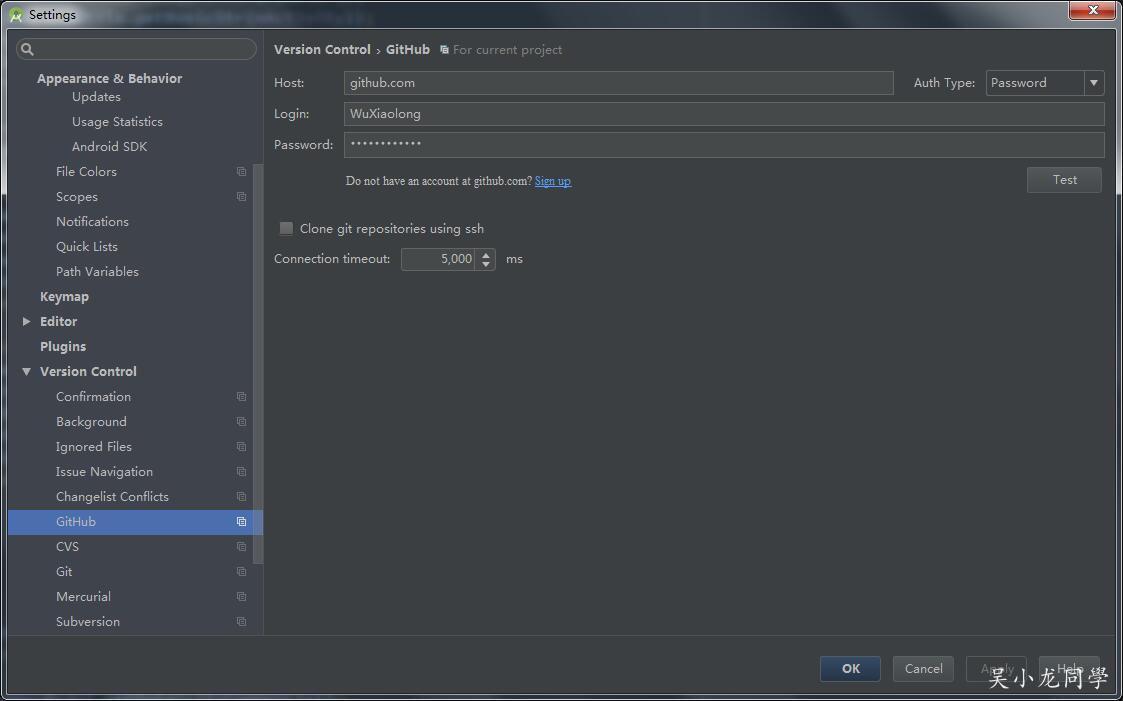 Settings
Version Control › GitHub For current project
Appearance & Behavior
Updates
Usage Statistics
Android SDK
File Colors
Scopes
Notifications
Quick Lists
Path Variables
Keymap
Editor
Plugins
Version Control
Confirmation
Background
Ignored Files
Issue Navigation
Changelist Conflicts
GitHub
CVS
Git
Mercurial
Subversion
Host: github.com Auth Type: Password
Login: WuXiaolong
Password: ••••••••••••
Do not have an account at github.com? Sign up
Test
Clone git repositories using ssh
Connection timeout: 5,000 ms
OK Cancel Apply Help
吴小龙同學